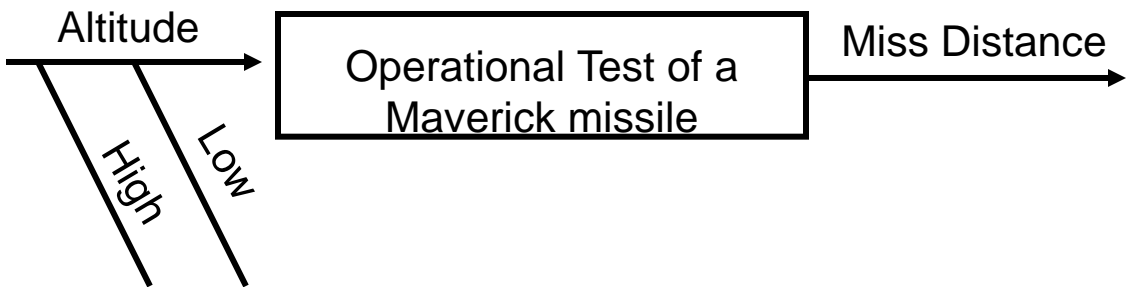 Altitude
Operational Test of a
Maverick missile
Miss Distance
High
Low